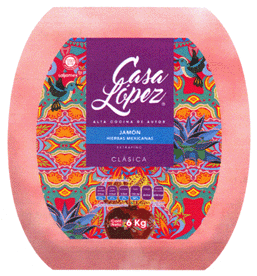 Casa
López
ALTA COCINA DE AUTOR
JAMÓN
HIERBAS MEXICANAS
EXTRAFINO
CLÁSICA
6 Kg